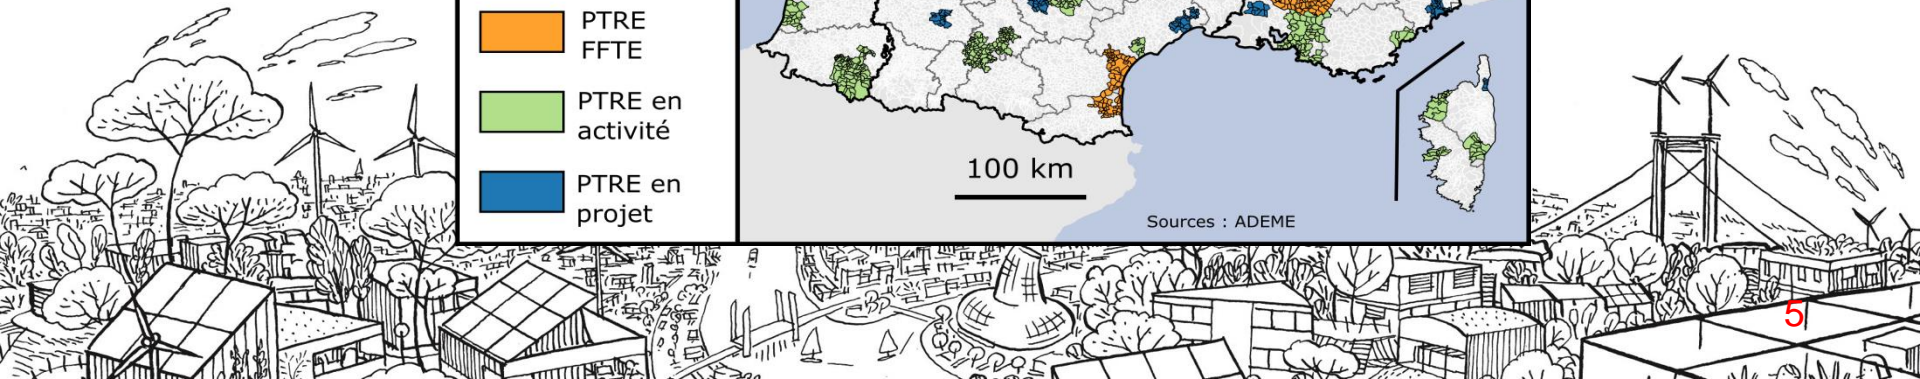 PTRE
FFTE
PTRE en
activité
PTRE en
projet
100 km
Sources : ADEME
5